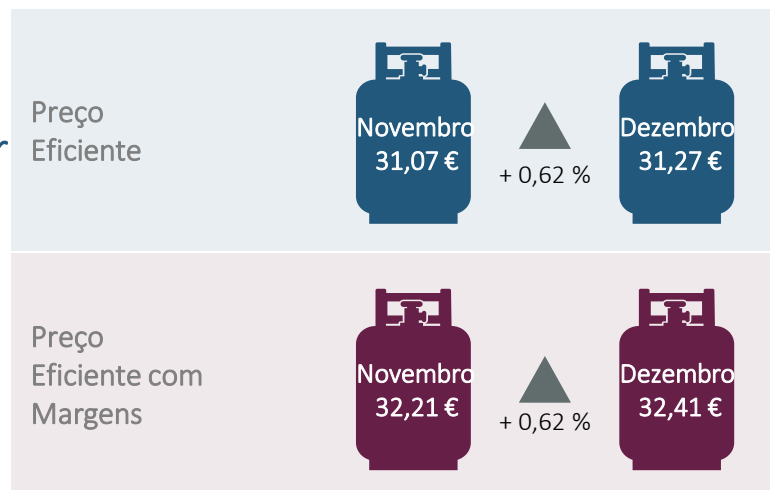 Preço
Eficiente
Novembro
31,07 €
+ 0,62 %
Dezembro
31,27 €
Preço
Eficiente com
Margens
Novembro
32,21 €
+ 0,62 %
Dezembro
32,41 €